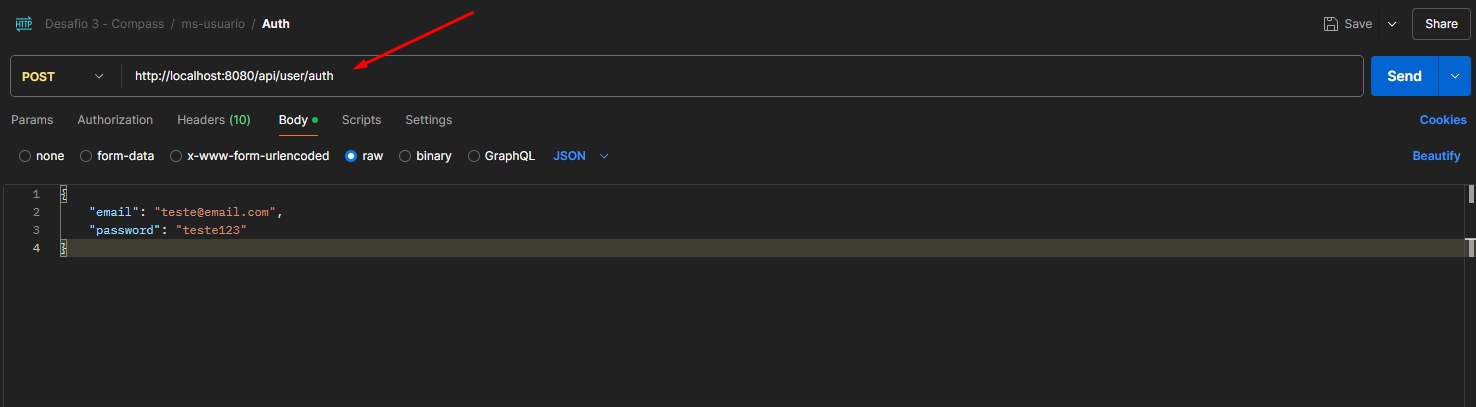 HTTP Desafio 3 - Compass / ms-usuario / Auth Save Share
POST http://localhost:8080/api/user/auth Send
Params Authorization Headers (10) Body Scripts Settings Cookies
none form-data x-www-form-urlencoded raw binary GraphQL JSON Beautify
1 {
2 "email": "teste@email.com",
3 "password": "teste123"
4 }